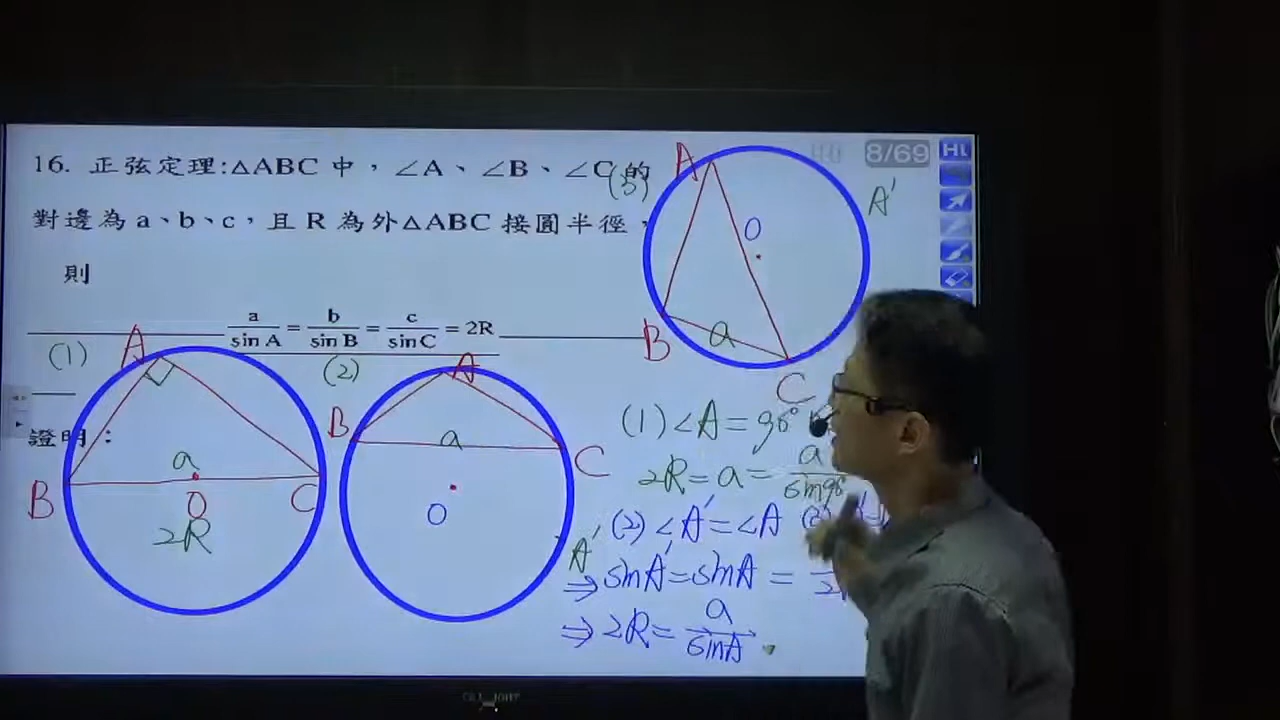 16. 正弦定理:△ABC 中，∠A、∠B、∠C 的
對邊為 a、b、c，且 R 為外△ABC 接圓半徑，
則
a/sin A = b/sin B = c/sin C = 2R
證明：
(1)
A
B
C
a
O
2R
(2)
A
B
C
a
O
A'
(3)
A
B
C
a
O
A'
8/69
(1) ∠A = 90°
2R = a = a/sin90°
(2) ∠A' = ∠A
⇒ sinA' = sinA =
⇒ 2R = a/sinA